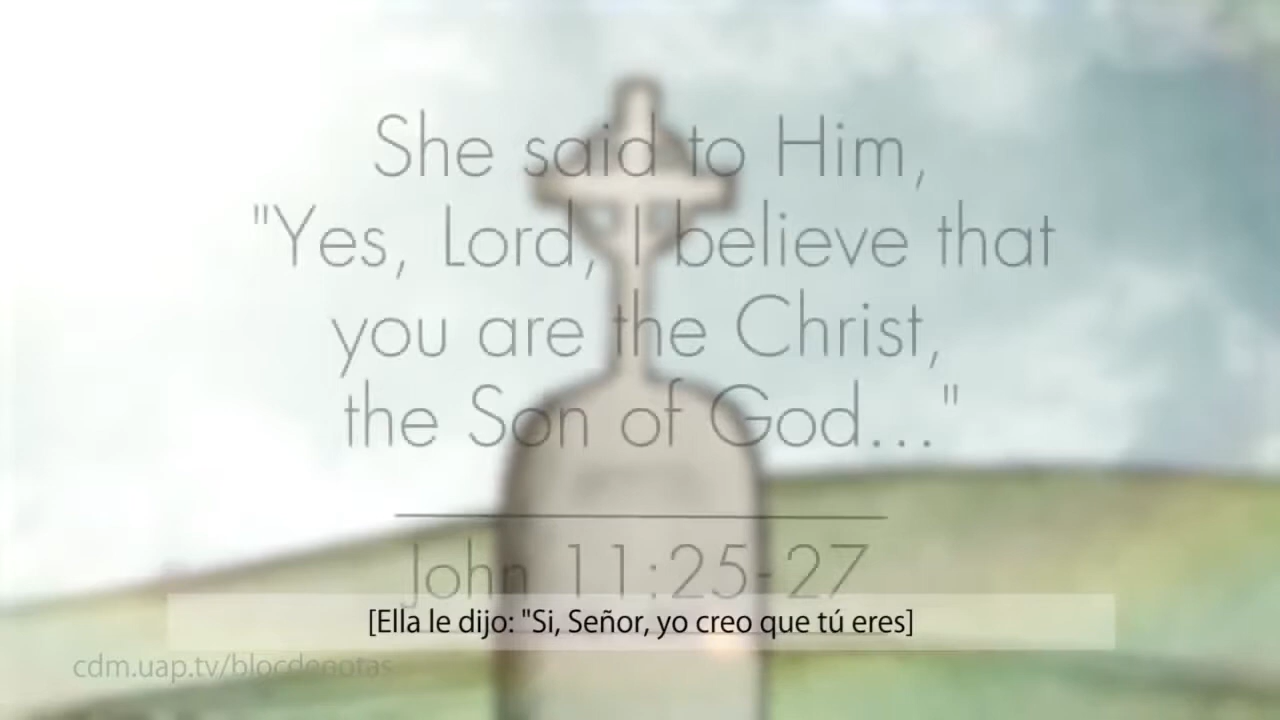 She said to Him,
"Yes, Lord, I believe that
you are the Christ,
the Son of God..."
John 11:25-27
[Ella le dijo: "Si, Señor, yo creo que tú eres]
cdm.uap.tv/blocdenotas